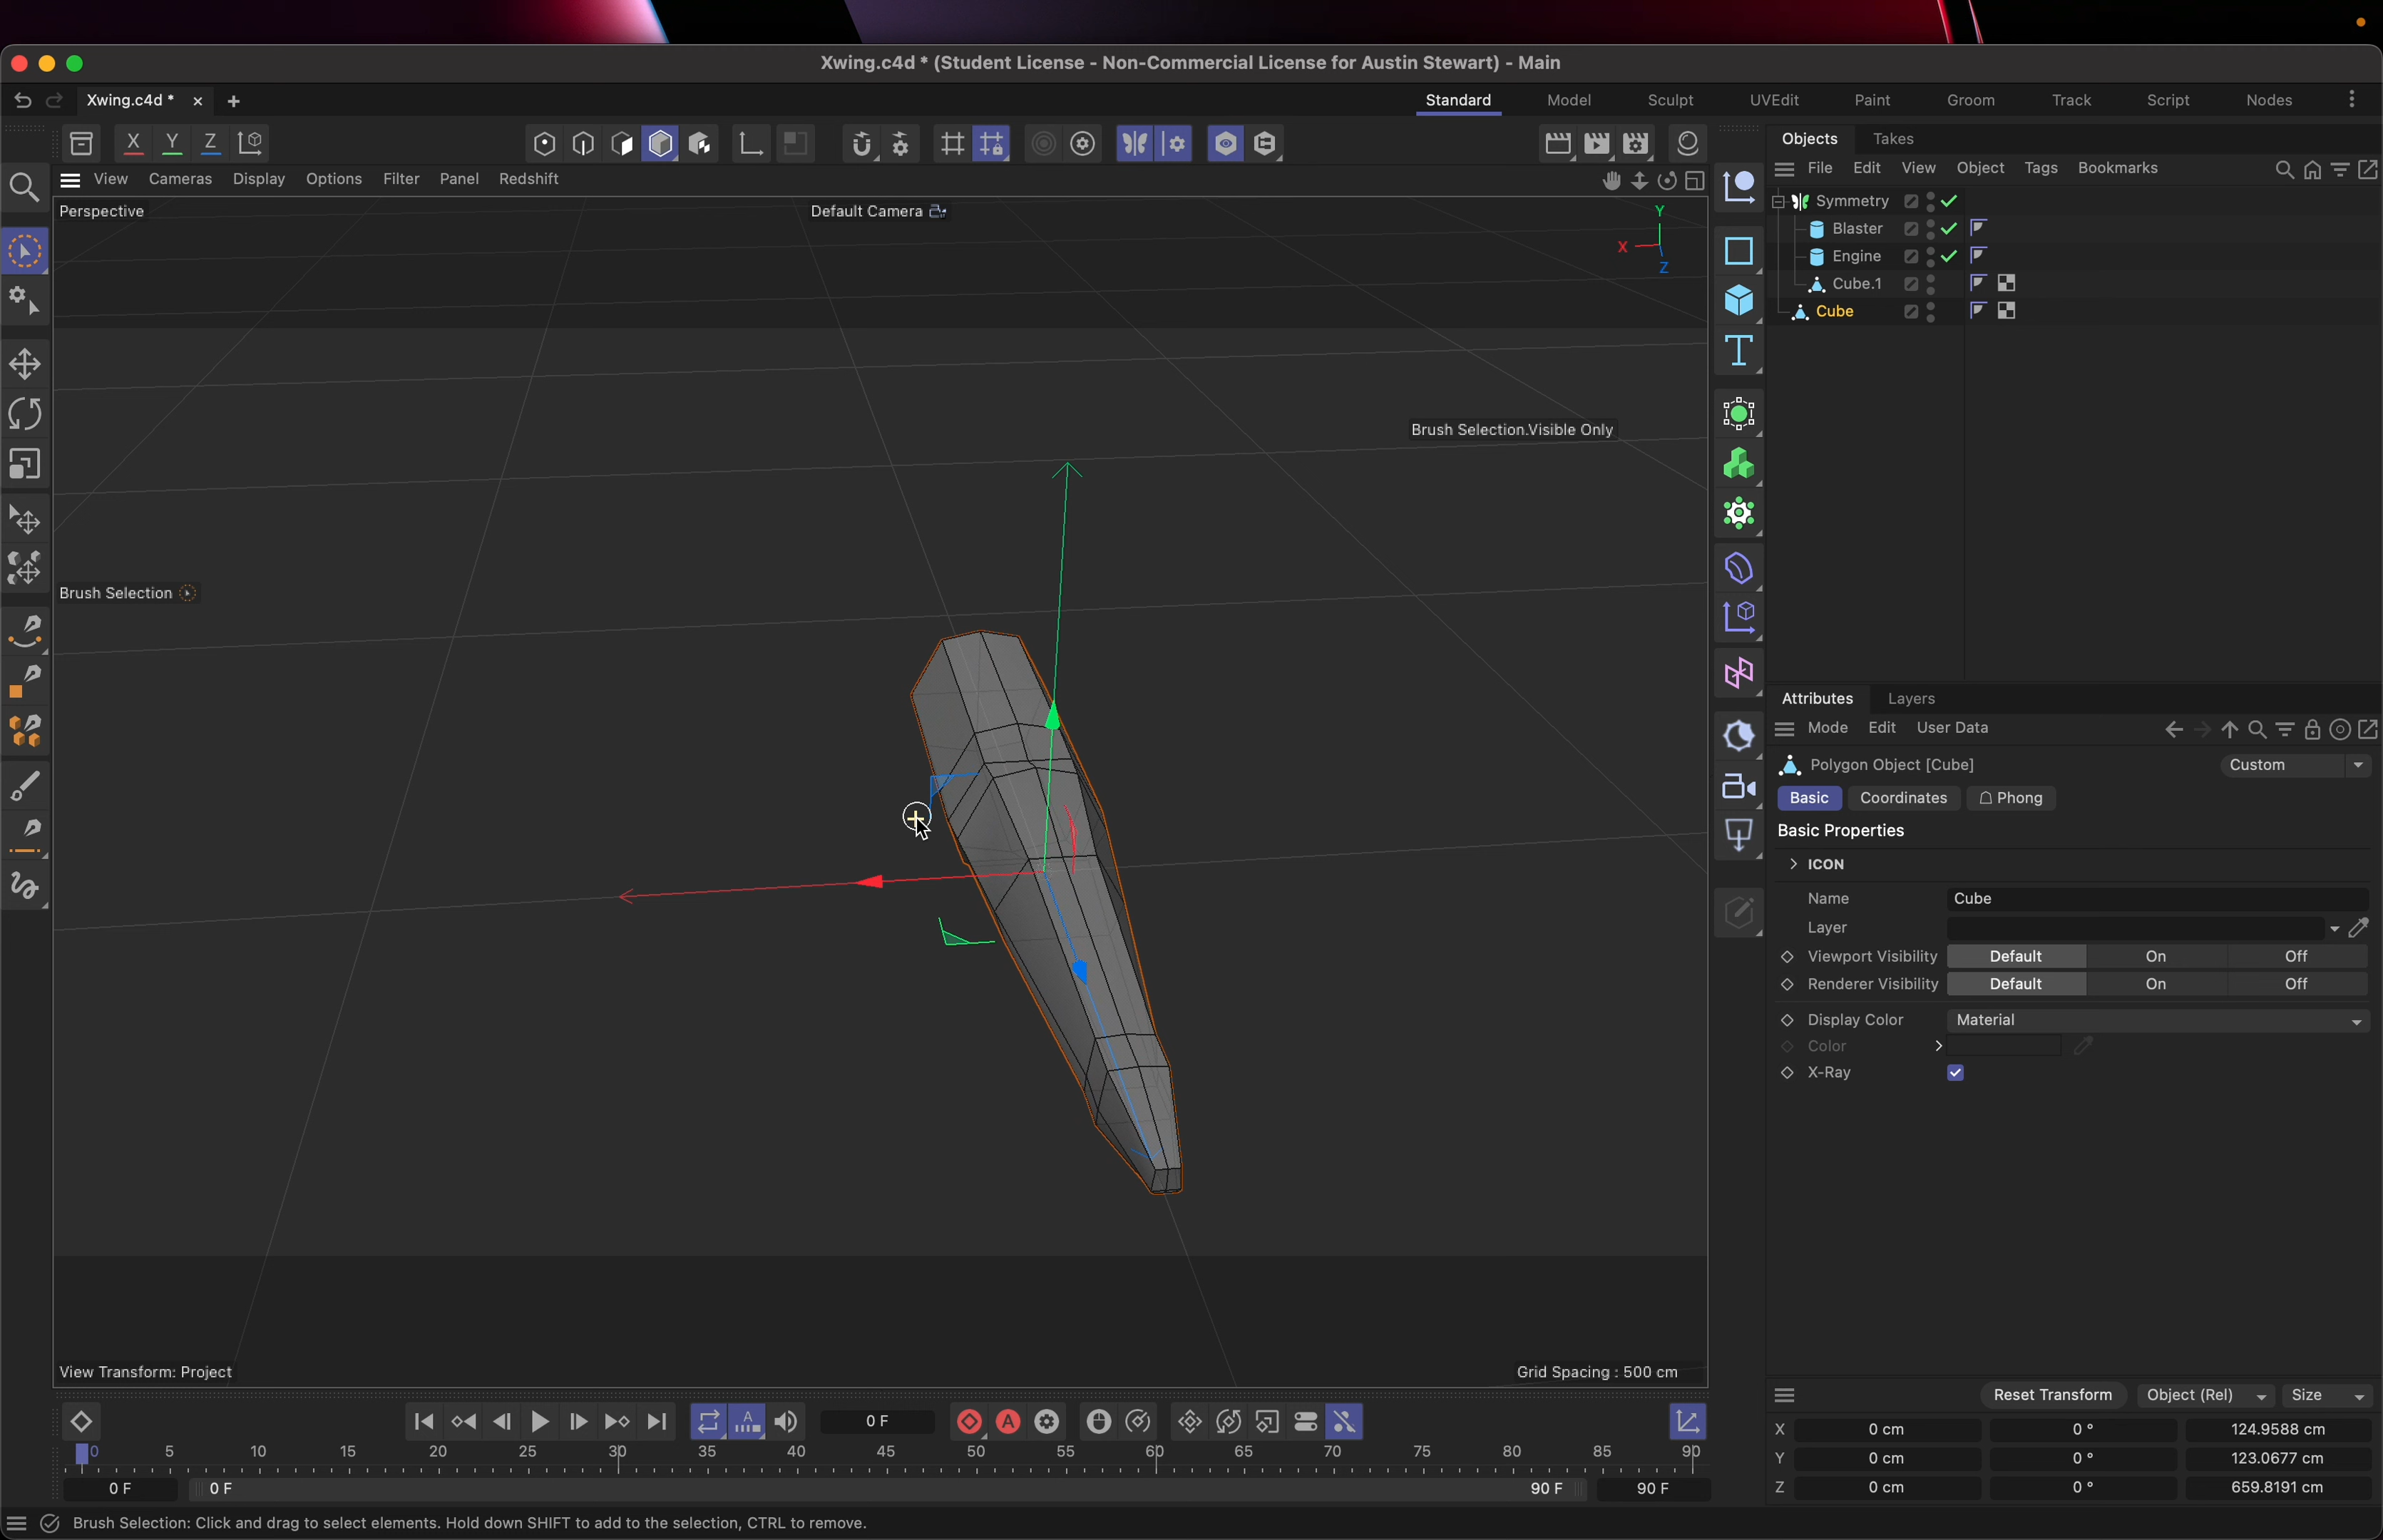 Xwing.c4d * (Student License - Non-Commercial License for Austin Stewart) - Main
Xwing.c4d *
Standard Model Sculpt UVEdit Paint Groom Track Script Nodes
X Y Z
View Cameras Display Options Filter Panel Redshift
Perspective
Default Camera
Y
X
Z
Brush Selection.Visible Only
Brush Selection
View Transform: Project
Grid Spacing : 500 cm
Objects Takes
File Edit View Object Tags Bookmarks
Symmetry
Blaster
Engine
Cube.1
Cube
Attributes Layers
Mode Edit User Data
Polygon Object [Cube]
Custom
Basic Coordinates Phong
Basic Properties
ICON
Name Cube
Layer
Viewport Visibility Default On Off
Renderer Visibility Default On Off
Display Color Material
Color
X-Ray
Reset Transform Object (Rel) Size
X 0 cm 0 ° 124.9588 cm
Y 0 cm 0 ° 123.0677 cm
Z 0 cm 0 ° 659.8191 cm
A
0 F
A
0 5 10 15 20 25 30 35 40 45 50 55 60 65 70 75 80 85 90
0 F 0 F 90 F 90 F
Brush Selection: Click and drag to select elements. Hold down SHIFT to add to the selection, CTRL to remove.